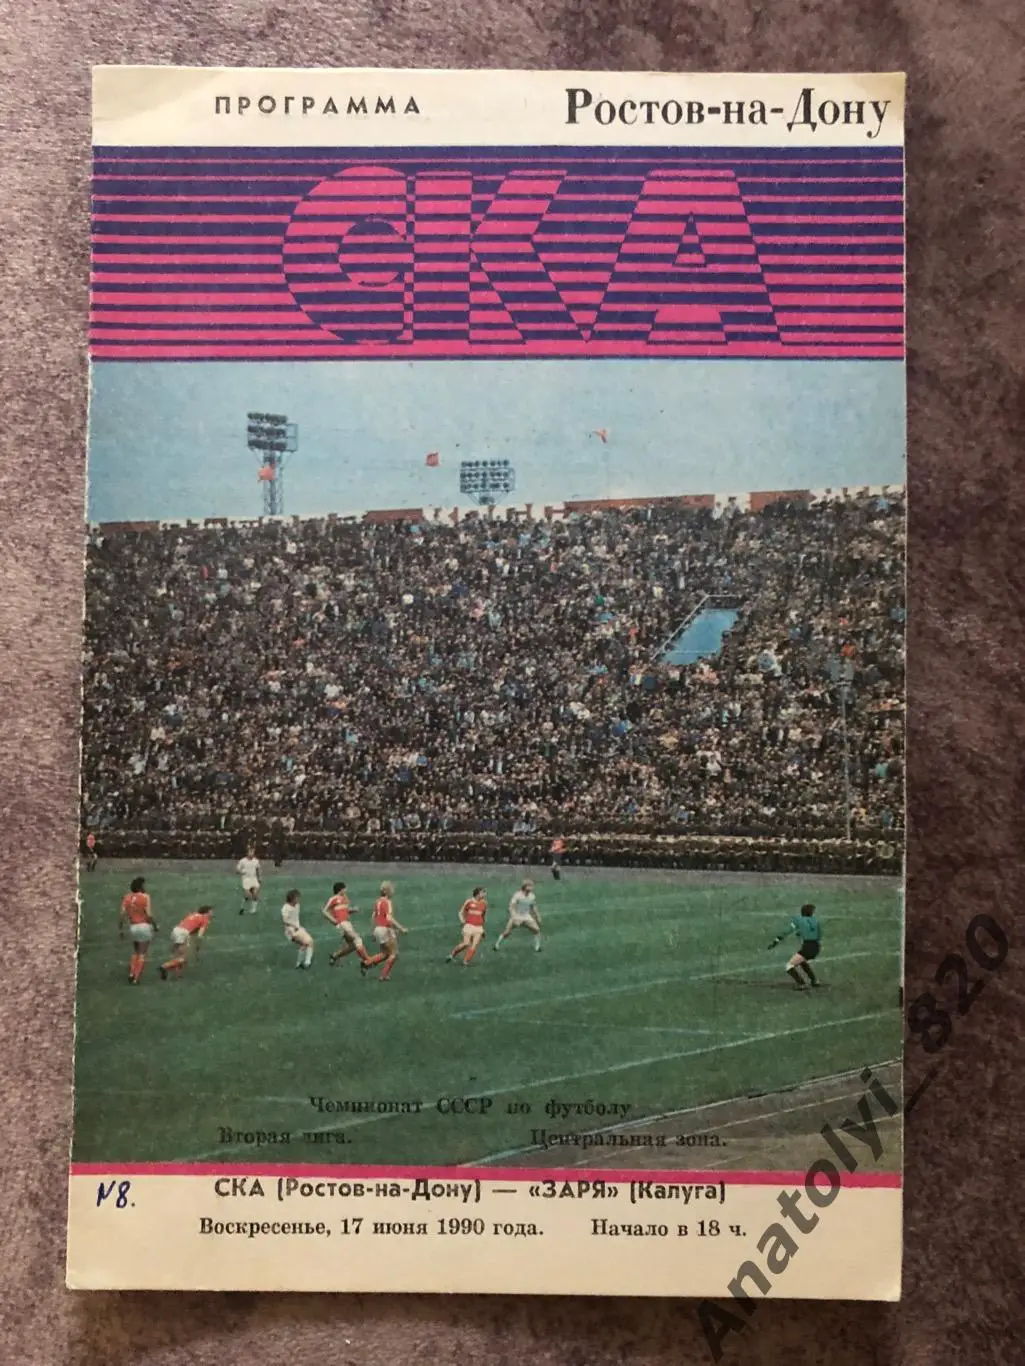 ПРОГРАММА Ростов-на-Дону
СКА
Чемпионат СССР по футболу
Вторая лига. Центральная зона.
№8. СКА (Ростов-на-Дону) — «ЗАРЯ» (Калуга)
Воскресенье, 17 июня 1990 года. Начало в 18 ч.
Anatolyi_820